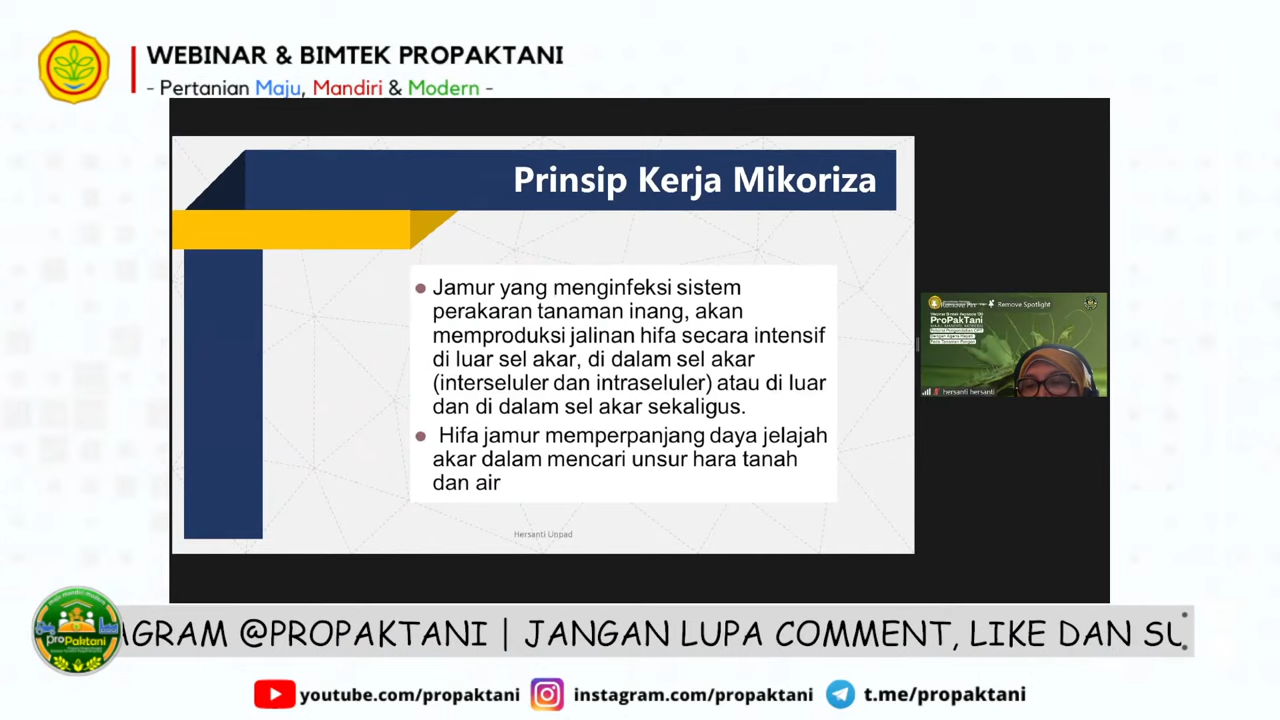 WEBINAR & BIMTEK PROPAKTANI
- Pertanian Maju, Mandiri & Modern -
Prinsip Kerja Mikoriza
Jamur yang menginfeksi sistem
perakaran tanaman inang, akan
memproduksi jalinan hifa secara intensif
di luar sel akar, di dalam sel akar
(interseluler dan intraseluler) atau di luar
dan di dalam sel akar sekaligus.
Hifa jamur memperpanjang daya jelajah
akar dalam mencari unsur hara tanah
dan air
Hersanti Unpad
Remove Spotlight
ProPakTani
hersanti hersanti
proPaktani
AGRAM @PROPAKTANI | JANGAN LUPA COMMENT, LIKE DAN SU
youtube.com/propaktani
instagram.com/propaktani
t.me/propaktani